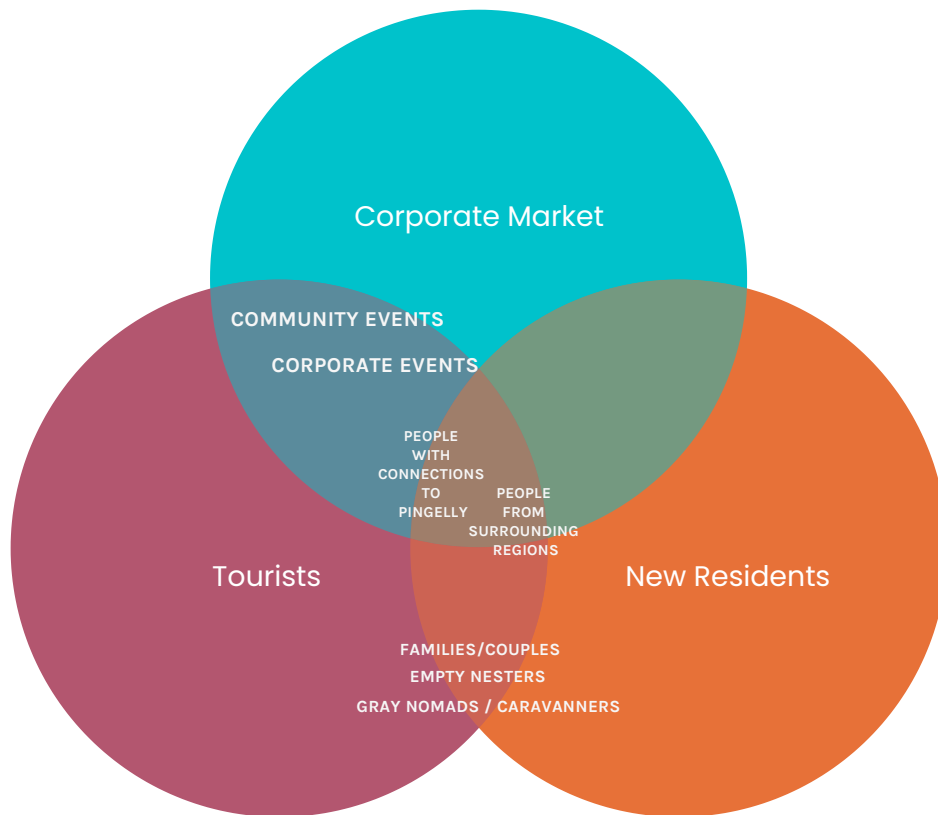 Corporate Market
COMMUNITY EVENTS
CORPORATE EVENTS
PEOPLE
WITH
CONNECTIONS
TO
PINGELLY
PEOPLE
FROM
SURROUNDING
REGIONS
Tourists
New Residents
FAMILIES/COUPLES
EMPTY NESTERS
GRAY NOMADS / CARAVANNERS